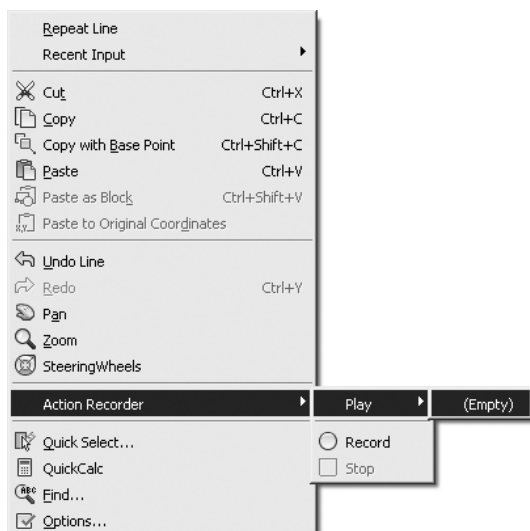 Repeat Line
Recent Input
Cut Ctrl+X
Copy Ctrl+C
Copy with Base Point Ctrl+Shift+C
Paste Ctrl+V
Paste as Block Ctrl+Shift+V
Paste to Original Coordinates
Undo Line
Redo Ctrl+Y
Pan
Zoom
SteeringWheels
Action Recorder Play (Empty)
Quick Select... Record
QuickCalc Stop
Find...
Options...